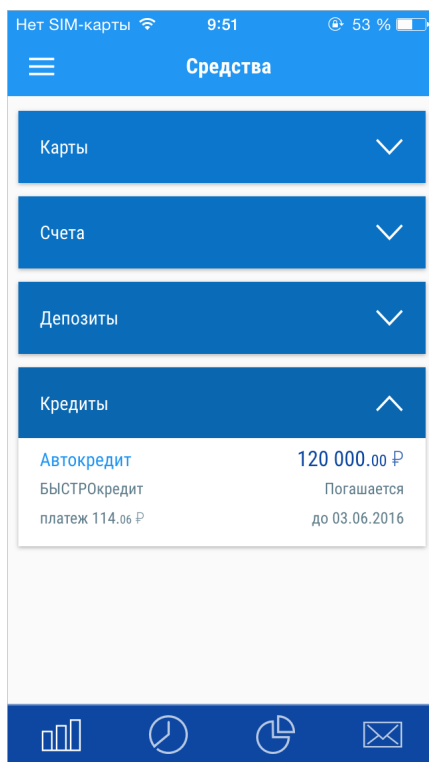 Нет SIM-карты 9:51 53 %
Средства
Карты
Счета
Депозиты
Кредиты
Автокредит 120 000.00 ₽
БЫСТРОкредит Погашается
платеж 114.06 ₽ до 03.06.2016